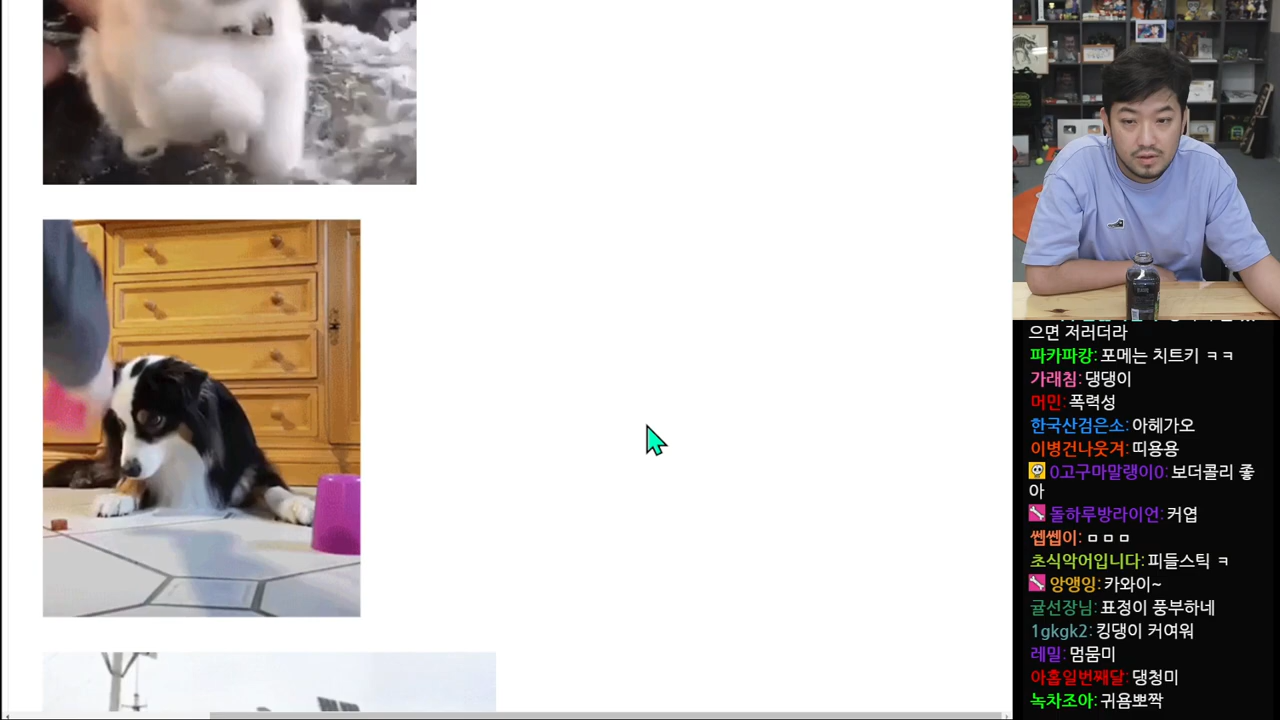 으면 저러더라
파카파캉: 포메는 치트키 ㅋㅋ
가래침: 댕댕이
머민: 폭력성
한국산검은소: 아헤가오
이병건나웃겨: 띠용용
0고구마말랭이0: 보더콜리 좋
아
돌하루방라이언: 커엽
쎕쎕이: ㅁㅁㅁ
초식악어입니다: 피들스틱 ㅋ
앙앵잉: 카와이~
귤선장님: 표정이 풍부하네
1gkgk2: 킹댕이 커여워
레밀: 멈뭄미
아홉일번째달: 댕청미
녹차조아: 귀욤뽀짝